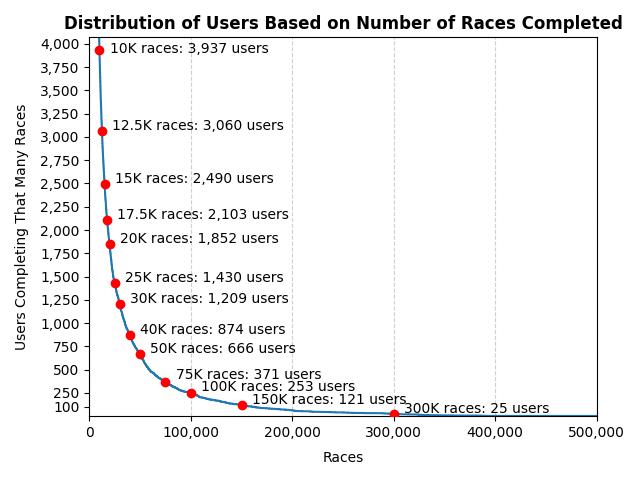 Distribution of Users Based on Number of Races Completed
Users Completing That Many Races
4,000
3,750
3,500
3,250
3,000
2,750
2,500
2,250
2,000
1,750
1,500
1,250
1,000
750
500
250
100
10K races: 3,937 users
12.5K races: 3,060 users
15K races: 2,490 users
17.5K races: 2,103 users
20K races: 1,852 users
25K races: 1,430 users
30K races: 1,209 users
40K races: 874 users
50K races: 666 users
75K races: 371 users
100K races: 253 users
150K races: 121 users
300K races: 25 users
0
100,000
200,000
300,000
400,000
500,000
Races